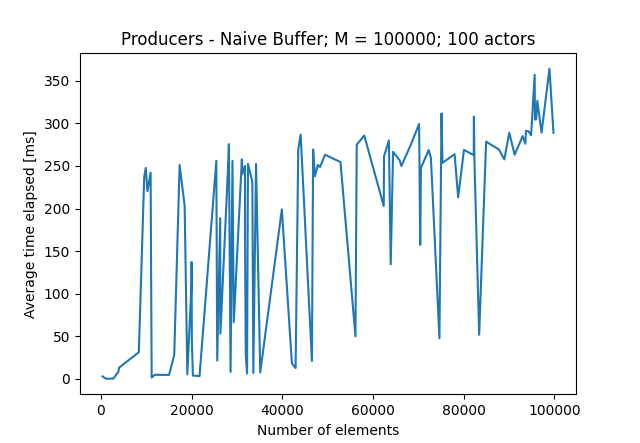 Producers - Naive Buffer; M = 100000; 100 actors
350
300
250
200
150
100
50
0
Average time elapsed [ms]
0 20000 40000 60000 80000 100000
Number of elements